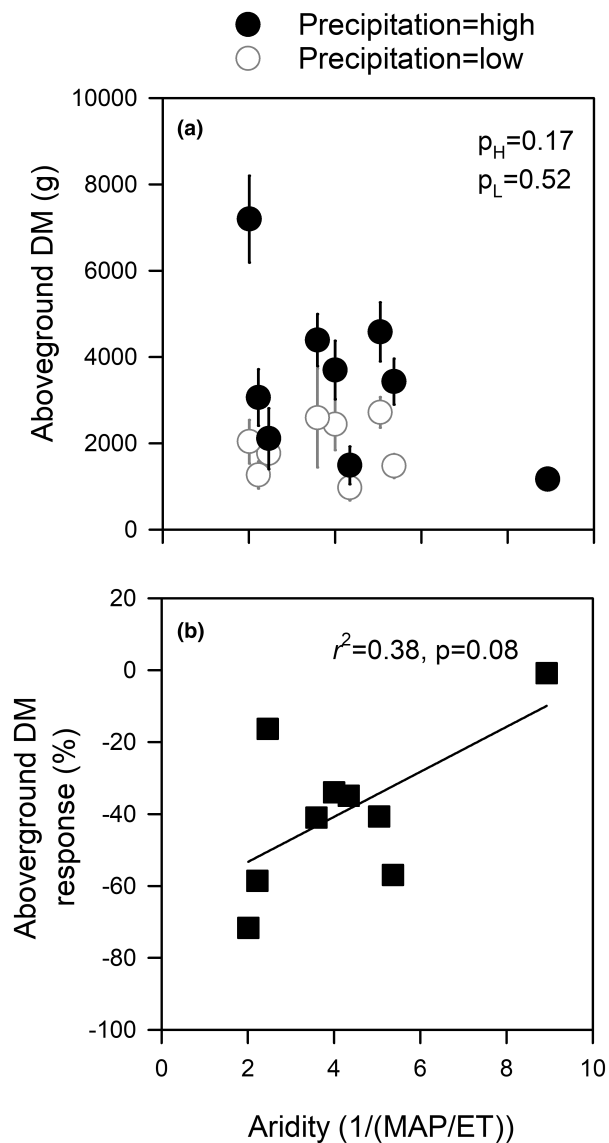 Precipitation=high
Precipitation=low
10000
(a)
pH=0.17
pL=0.52
8000
6000
4000
2000
0
Aboveground DM (g)
20
(b)
r²=0.38, p=0.08
0
-20
-40
-60
-80
-100
Aboverground DM
response (%)
0 2 4 6 8 10
Aridity (1/(MAP/ET))